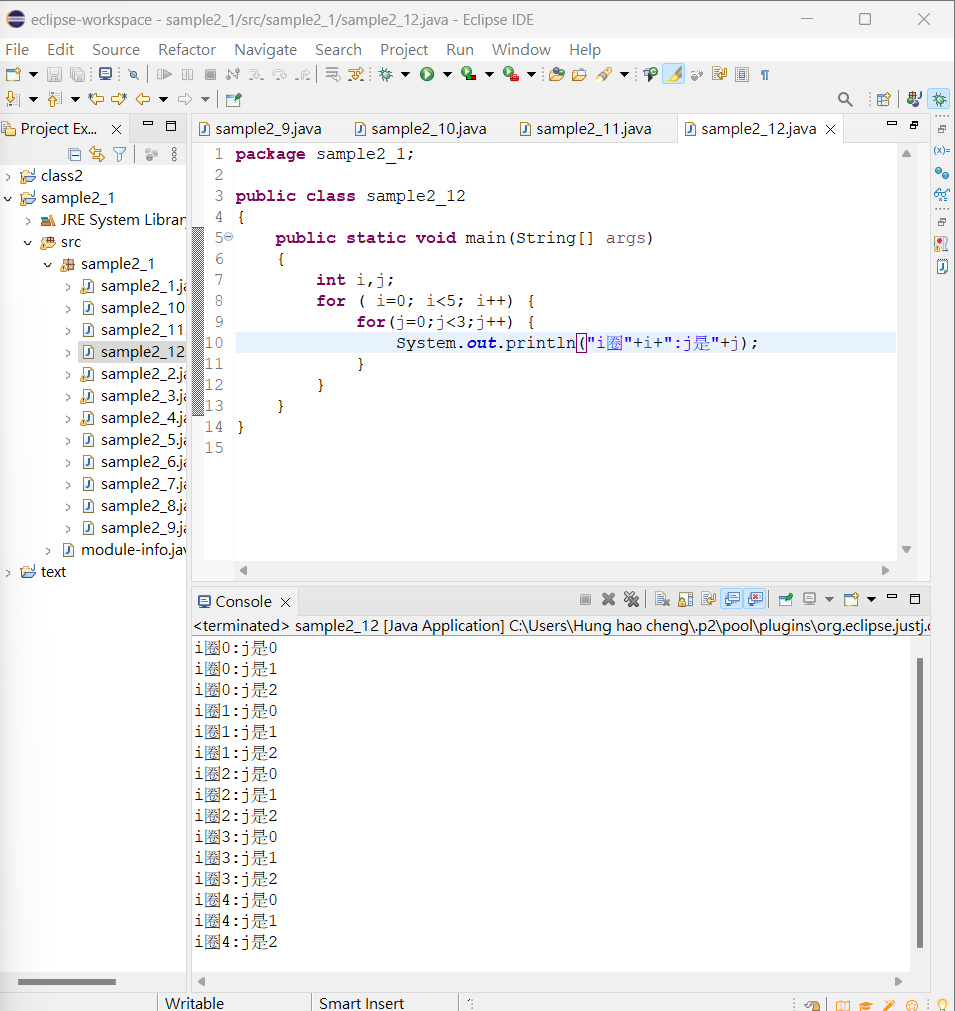 eclipse-workspace - sample2_1/src/sample2_1/sample2_12.java - Eclipse IDE
File Edit Source Refactor Navigate Search Project Run Window Help
Project Ex...
class2
sample2_1
JRE System Librar
src
sample2_1
sample2_1.ja
sample2_10
sample2_11
sample2_12
sample2_2.ja
sample2_3.ja
sample2_4.ja
sample2_5.ja
sample2_6.ja
sample2_7.ja
sample2_8.ja
sample2_9.ja
module-info.jav
text
sample2_9.java sample2_10.java sample2_11.java sample2_12.java
1 package sample2_1;
2
3 public class sample2_12
4 {
5 public static void main(String[] args)
6 {
7 int i,j;
8 for ( i=0; i<5; i++) {
9 for(j=0;j<3;j++) {
10 System.out.println("i圈"+i+":j是"+j);
11 }
12 }
13 }
14 }
15
Console
<terminated> sample2_12 [Java Application] C:\Users\Hung hao cheng\.p2\pool\plugins\org.eclipse.justj.o
i圈0:j是0
i圈0:j是1
i圈0:j是2
i圈1:j是0
i圈1:j是1
i圈1:j是2
i圈2:j是0
i圈2:j是1
i圈2:j是2
i圈3:j是0
i圈3:j是1
i圈3:j是2
i圈4:j是0
i圈4:j是1
i圈4:j是2
Writable Smart Insert